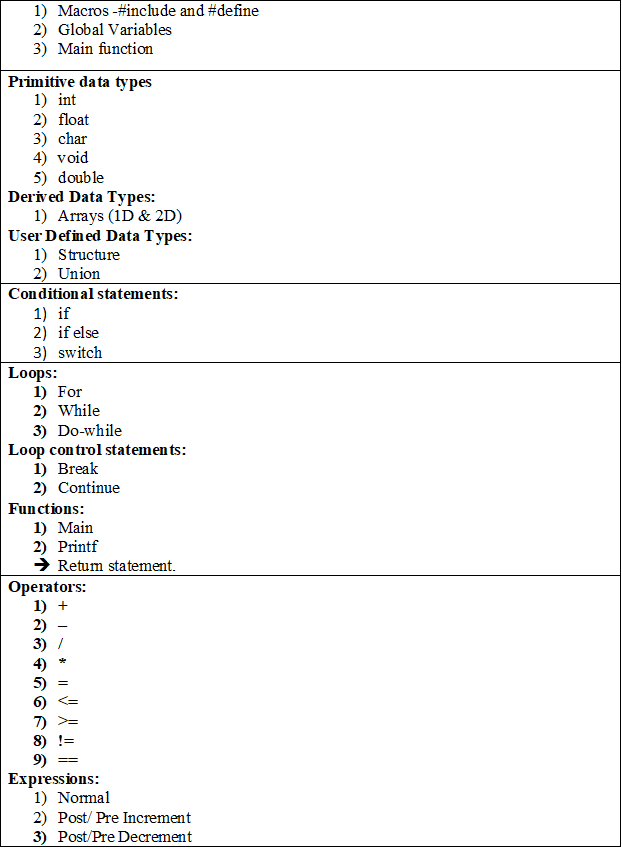 1) Macros -#include and #define
2) Global Variables
3) Main function
Primitive data types
1) int
2) float
3) char
4) void
5) double
Derived Data Types:
1) Arrays (1D & 2D)
User Defined Data Types:
1) Structure
2) Union
Conditional statements:
1) if
2) if else
3) switch
Loops:
1) For
2) While
3) Do-while
Loop control statements:
1) Break
2) Continue
Functions:
1) Main
2) Printf
➔ Return statement.
Operators:
1) +
2) –
3) /
4) *
5) =
6) <=
7) >=
8) !=
9) ==
Expressions:
1) Normal
2) Post/ Pre Increment
3) Post/Pre Decrement